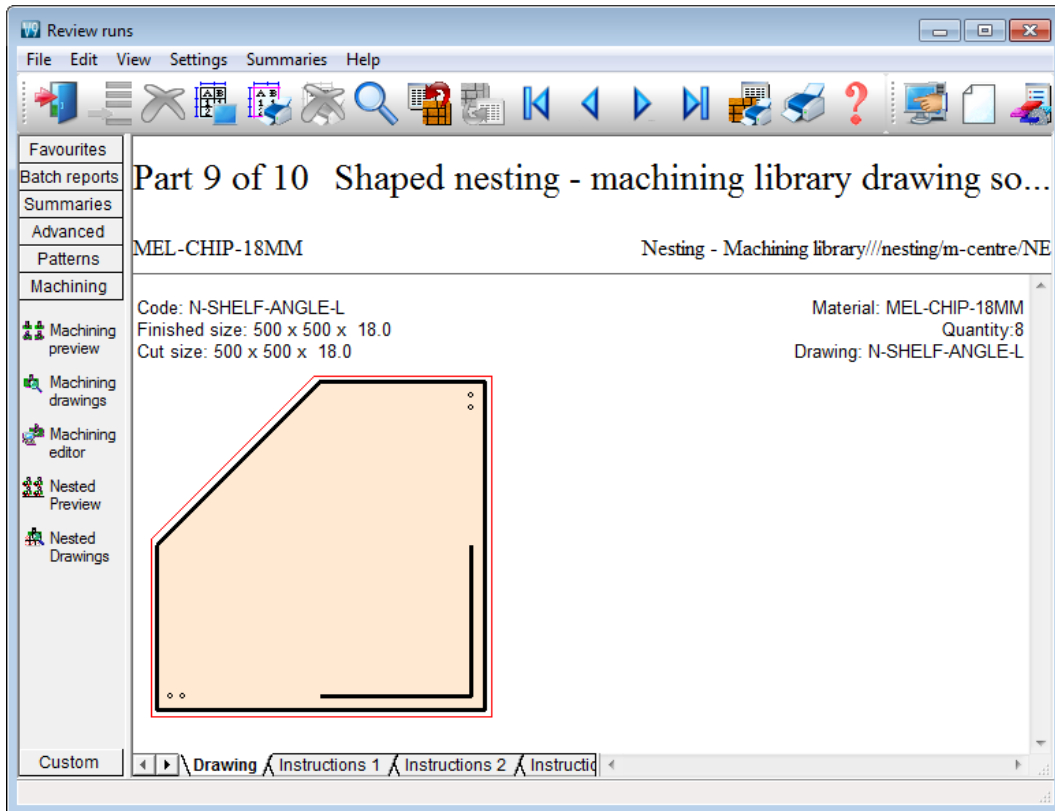 V9 Review runs
File Edit View Settings Summaries Help
Favourites
Batch reports
Summaries
Advanced
Patterns
Machining
Machining
preview
Machining
drawings
Machining
editor
Nested
Preview
Nested
Drawings
Custom
Part 9 of 10 Shaped nesting - machining library drawing so...
MEL-CHIP-18MM Nesting - Machining library///nesting/m-centre/NE
Code: N-SHELF-ANGLE-L Material: MEL-CHIP-18MM
Finished size: 500 x 500 x 18.0 Quantity:8
Cut size: 500 x 500 x 18.0 Drawing: N-SHELF-ANGLE-L
Drawing Instructions 1 Instructions 2 Instructio